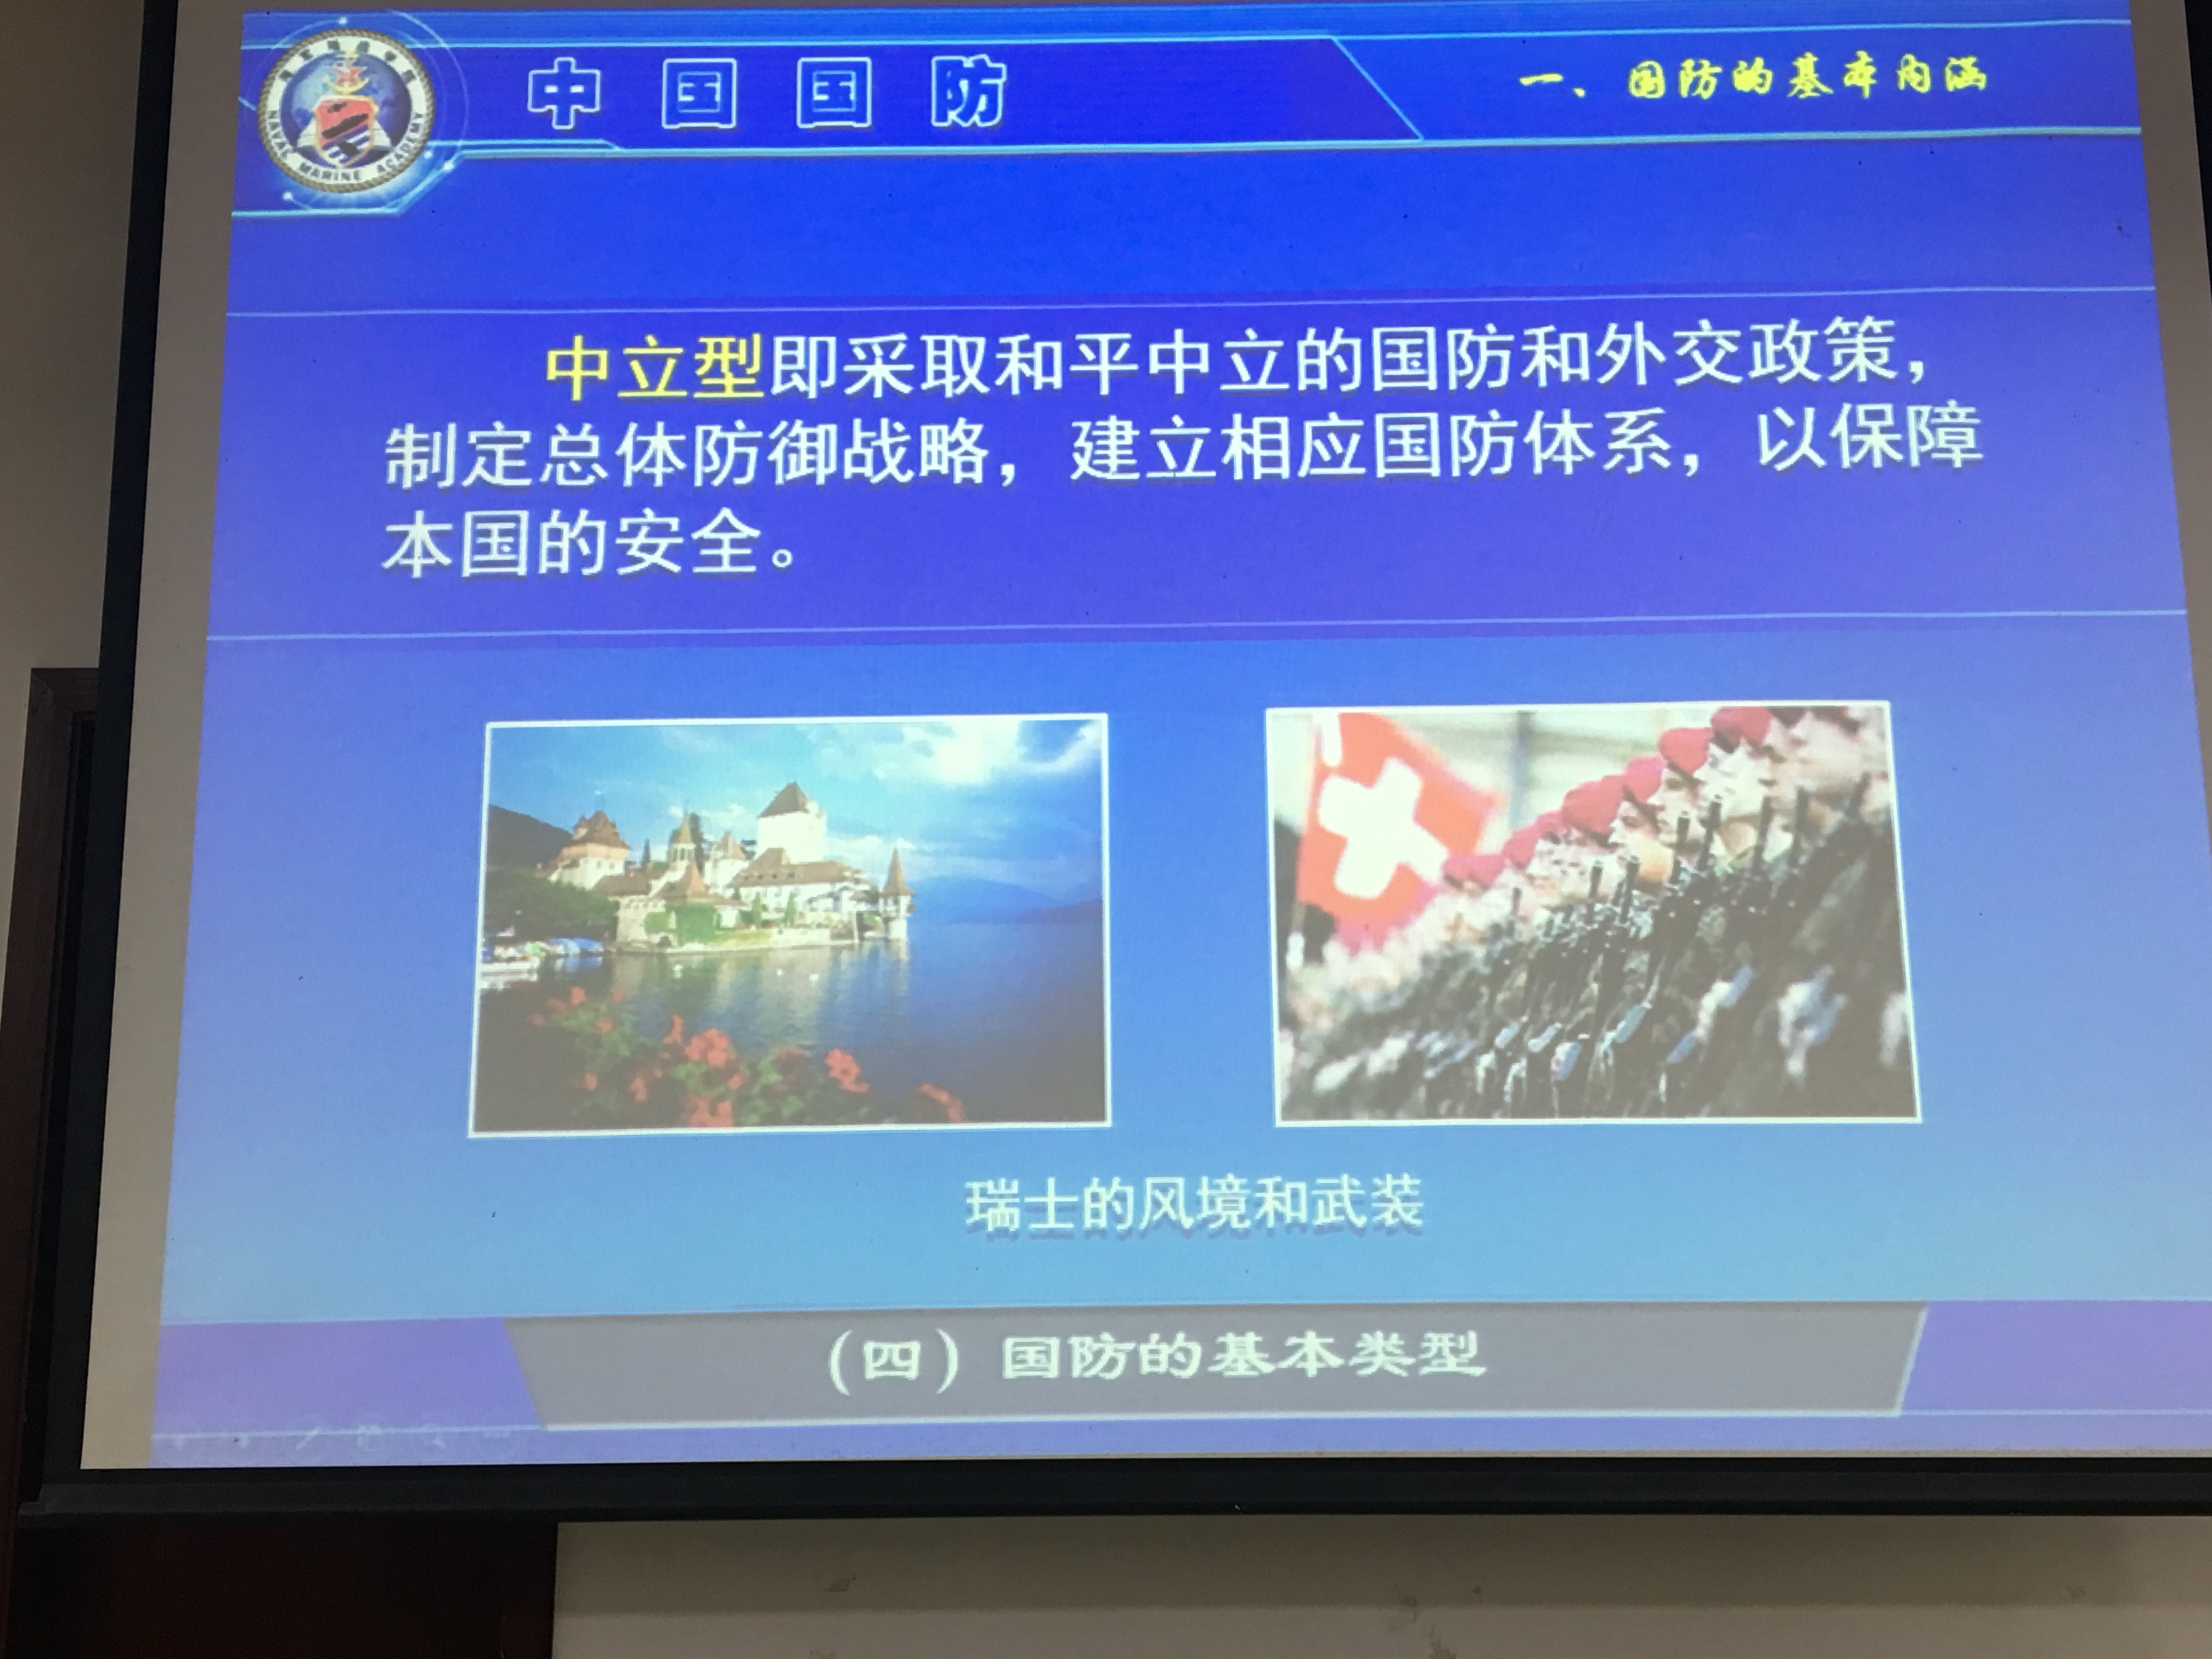 中国国防
一、国防的基本内涵
NAVAL MARINE ACADEMY
中立型即采取和平中立的国防和外交政策，
制定总体防御战略，建立相应国防体系，以保障
本国的安全。
瑞士的风境和武装
(四)国防的基本类型